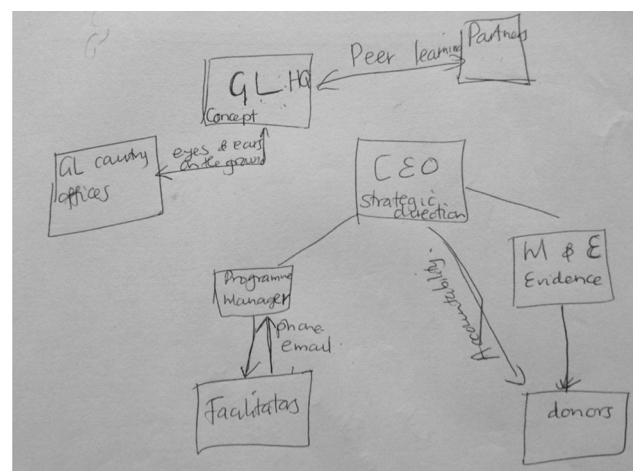 Peer learning
Partners
GL HQ
Concept
GL country
offices
eyes & ears
on the ground
CEO
Strategic
direction
M & E
Evidence
Programme
Manager
Accountability.
phone
email.
Facilitators
donors